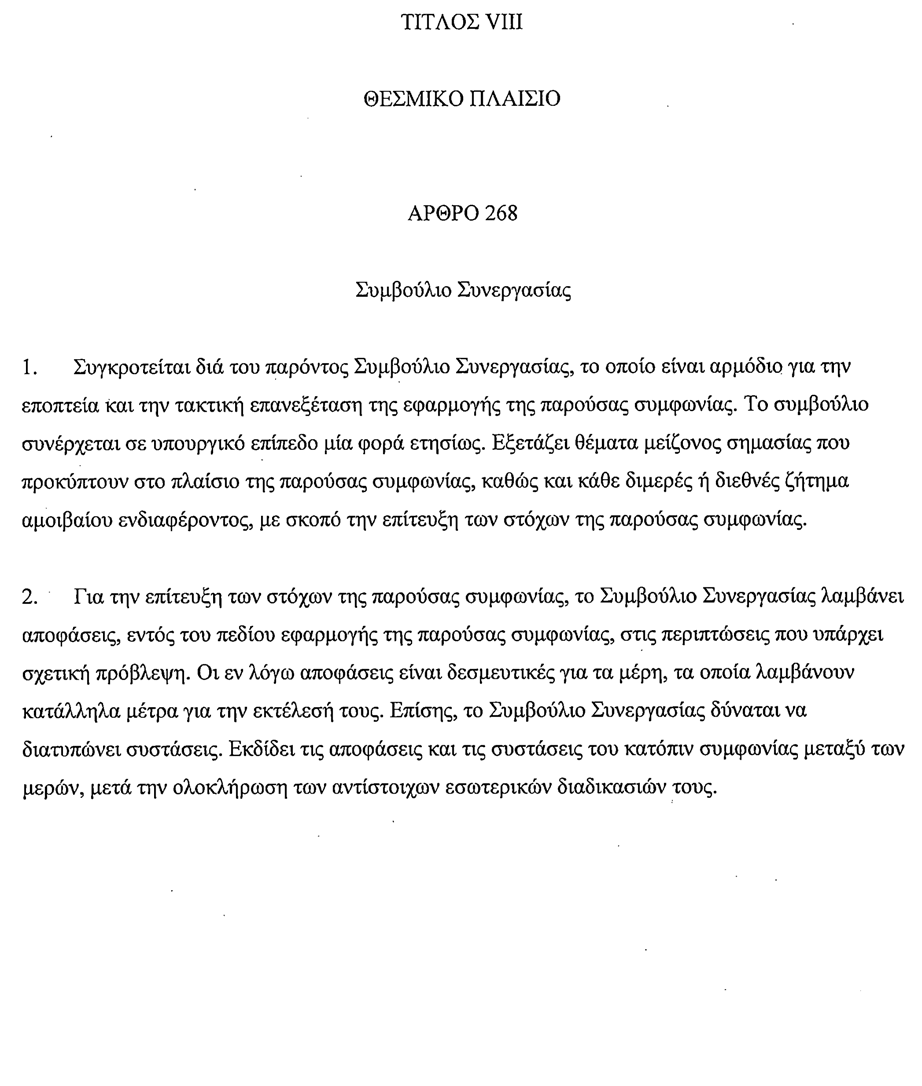 ΤΙΤΛΟΣ VIII
ΘΕΣΜΙΚΟ ΠΛΑΙΣΙΟ
ΑΡΘΡΟ 268
Συμβούλιο Συνεργασίας
1. Συγκροτείται διά του παρόντος Συμβούλιο Συνεργασίας, το οποίο είναι αρμόδιο για την
εποπτεία και την τακτική επανεξέταση της εφαρμογής της παρούσας συμφωνίας. Το συμβούλιο
συνέρχεται σε υπουργικό επίπεδο μία φορά ετησίως. Εξετάζει θέματα μείζονος σημασίας που
προκύπτουν στο πλαίσιο της παρούσας συμφωνίας, καθώς και κάθε διμερές ή διεθνές ζήτημα
αμοιβαίου ενδιαφέροντος, με σκοπό την επίτευξη των στόχων της παρούσας συμφωνίας.
2. Για την επίτευξη των στόχων της παρούσας συμφωνίας, το Συμβούλιο Συνεργασίας λαμβάνει
αποφάσεις, εντός του πεδίου εφαρμογής της παρούσας συμφωνίας, στις περιπτώσεις που υπάρχει
σχετική πρόβλεψη. Οι εν λόγω αποφάσεις είναι δεσμευτικές για τα μέρη, τα οποία λαμβάνουν
κατάλληλα μέτρα για την εκτέλεσή τους. Επίσης, το Συμβούλιο Συνεργασίας δύναται να
διατυπώνει συστάσεις. Εκδίδει τις αποφάσεις και τις συστάσεις του κατόπιν συμφωνίας μεταξύ των
μερών, μετά την ολοκλήρωση των αντίστοιχων εσωτερικών διαδικασιών τους.